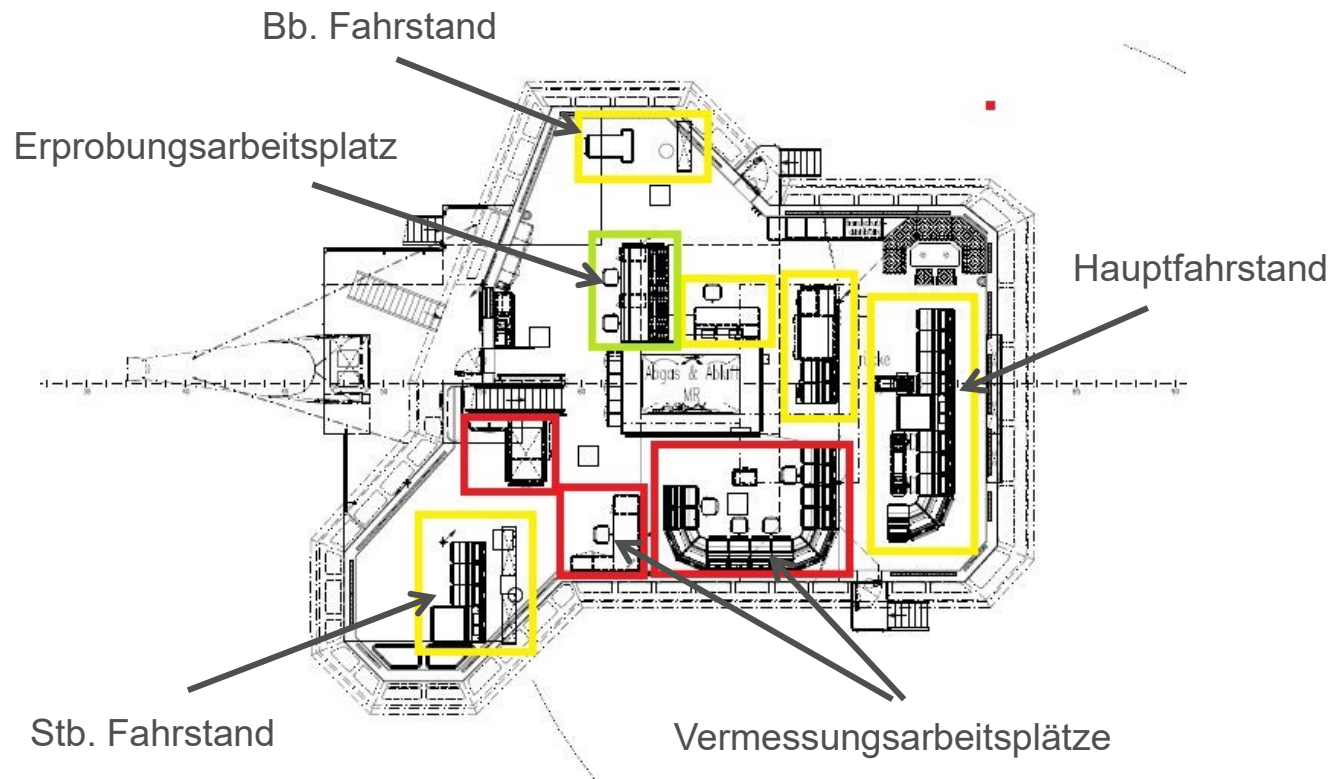 Bb. Fahrstand
Erprobungsarbeitsplatz
Hauptfahrstand
Abgas & Abluft
MR
Stb. Fahrstand
Vermessungsarbeitsplätze